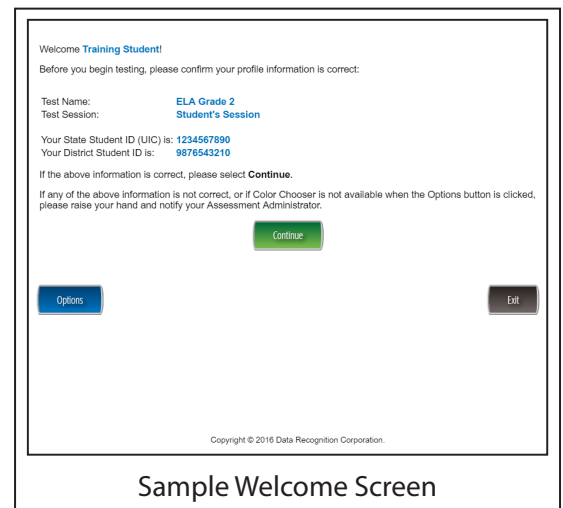 Welcome Training Student!
Before you begin testing, please confirm your profile information is correct:
Test Name: ELA Grade 2
Test Session: Student's Session
Your State Student ID (UIC) is: 1234567890
Your District Student ID is: 9876543210
If the above information is correct, please select Continue.
If any of the above information is not correct, or if Color Chooser is not available when the Options button is clicked,
please raise your hand and notify your Assessment Administrator.
Continue
Options Exit
Copyright © 2016 Data Recognition Corporation.
Sample Welcome Screen